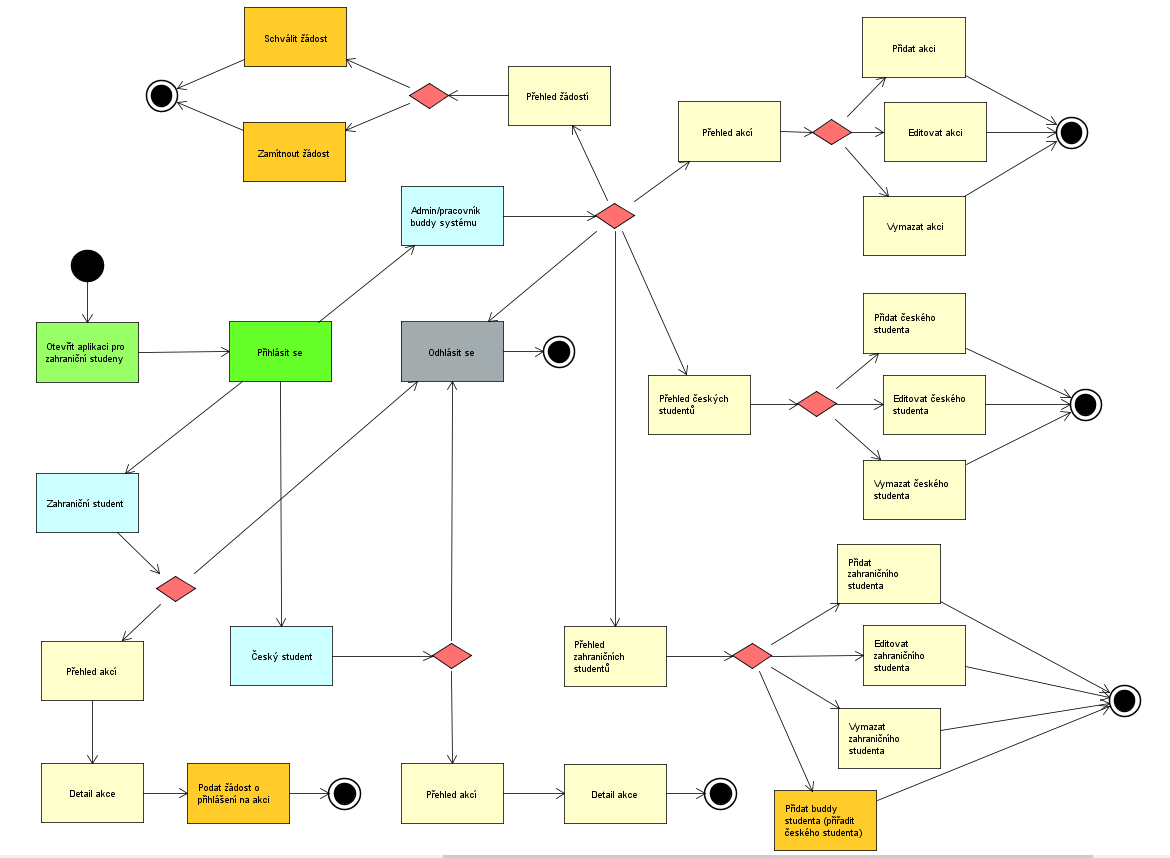 Schválit žádost
Přidat akci
Přehled žádostí
Přehled akcí
Editovat akci
Zamítnout žádost
Admin/pracovník
buddy systému
Vymazat akci
Přidat českého
studenta
Otevřít aplikaci pro
zahraniční studeny
Přihlásit se
Odhlásit se
Přehled českých
studentů
Editovat českého
studenta
Vymazat českého
studenta
Zahraniční student
Přidat
zahraničního
studenta
Přehled akcí
Český student
Přehled
zahraničních
studentů
Editovat
zahraničního
studenta
Vymazat
zahraničního
studenta
Detail akce
Podat žádost o
přihlášení na akci
Přehled akcí
Detail akce
Přidat buddy
studenta (přiřadit
českého studenta)